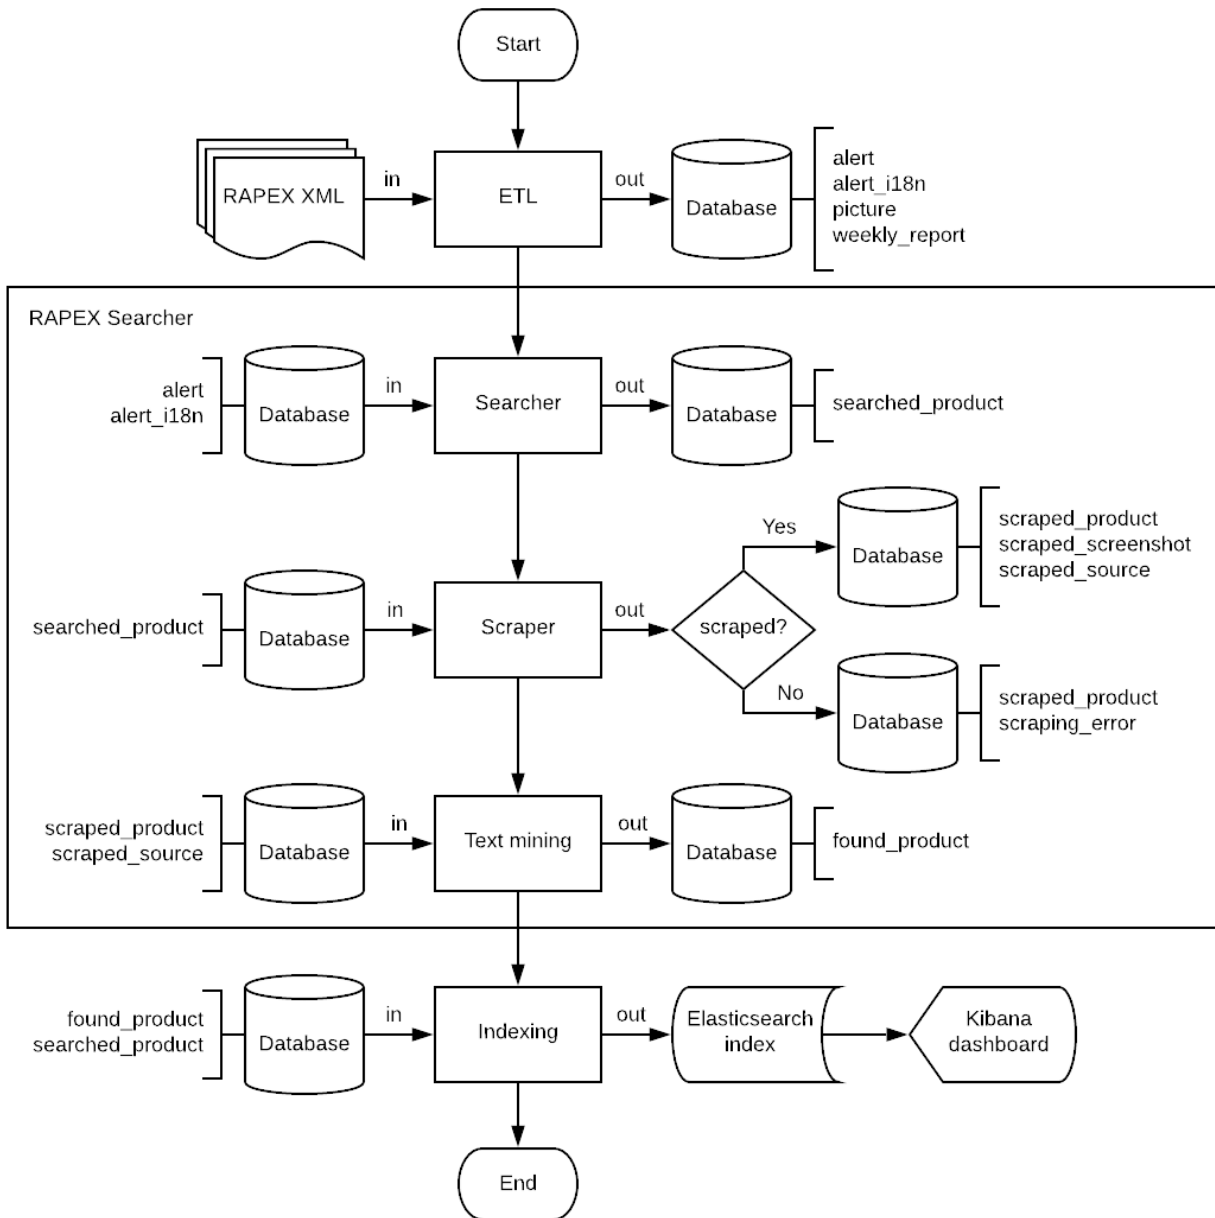 Start
RAPEX XML
in
ETL
out
Database
alert
alert_i18n
picture
weekly_report
RAPEX Searcher
alert
alert_i18n
Database
in
Searcher
out
Database
searched_product
searched_product
Database
in
Scraper
out
scraped?
Yes
Database
scraped_product
scraped_screenshot
scraped_source
No
Database
scraped_product
scraping_error
scraped_product
scraped_source
Database
in
Text mining
out
Database
found_product
found_product
searched_product
Database
in
Indexing
out
Elasticsearch
index
Kibana
dashboard
End